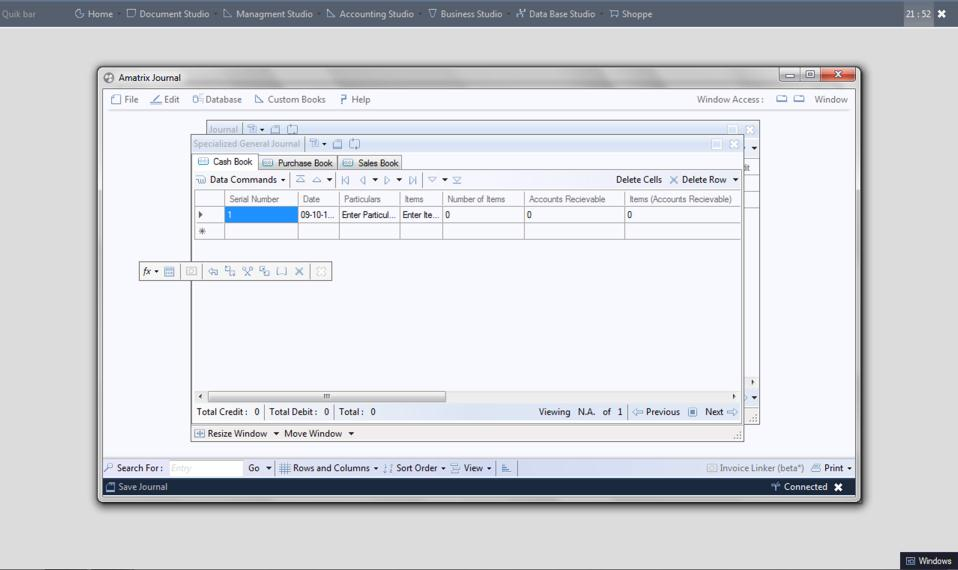 Quik bar Home Document Studio Managment Studio Accounting Studio Business Studio Data Base Studio Shoppe 21 : 52
Amatrix Journal
File Edit Database Custom Books Help Window Access : Window
Journal
Specialized General Journal
Cash Book Purchase Book Sales Book
Data Commands Delete Cells Delete Row
Serial Number Date Particulars Items Number of Items Accounts Recievable Items (Accounts Recievable)
1 09-10-1... Enter Particul... Enter Ite... 0 0 0
fx
Total Credit : 0 Total Debit : 0 Total : 0 Viewing N.A. of 1 Previous Next
Resize Window Move Window
Search For : Entry Go Rows and Columns Sort Order View Invoice Linker (beta*) Print
Save Journal Connected
Windows